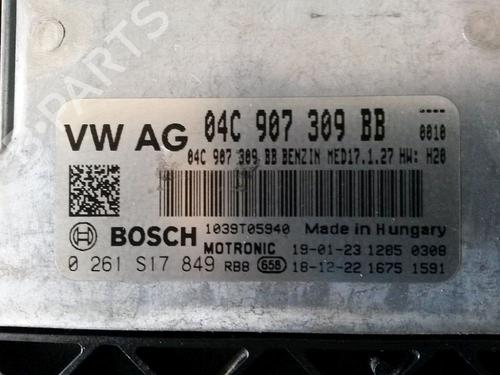 VW AG 04C 907 309 BB ----
0010
04C 907 309 BB BENZIN MED17.1.27 HW: H20
1039T05940 Made in Hungary
BOSCH MOTRONIC 19-01-23 1285 0308
0 261 S17 849 RB8 658 18-12-22 1675 1591
B-PARTS